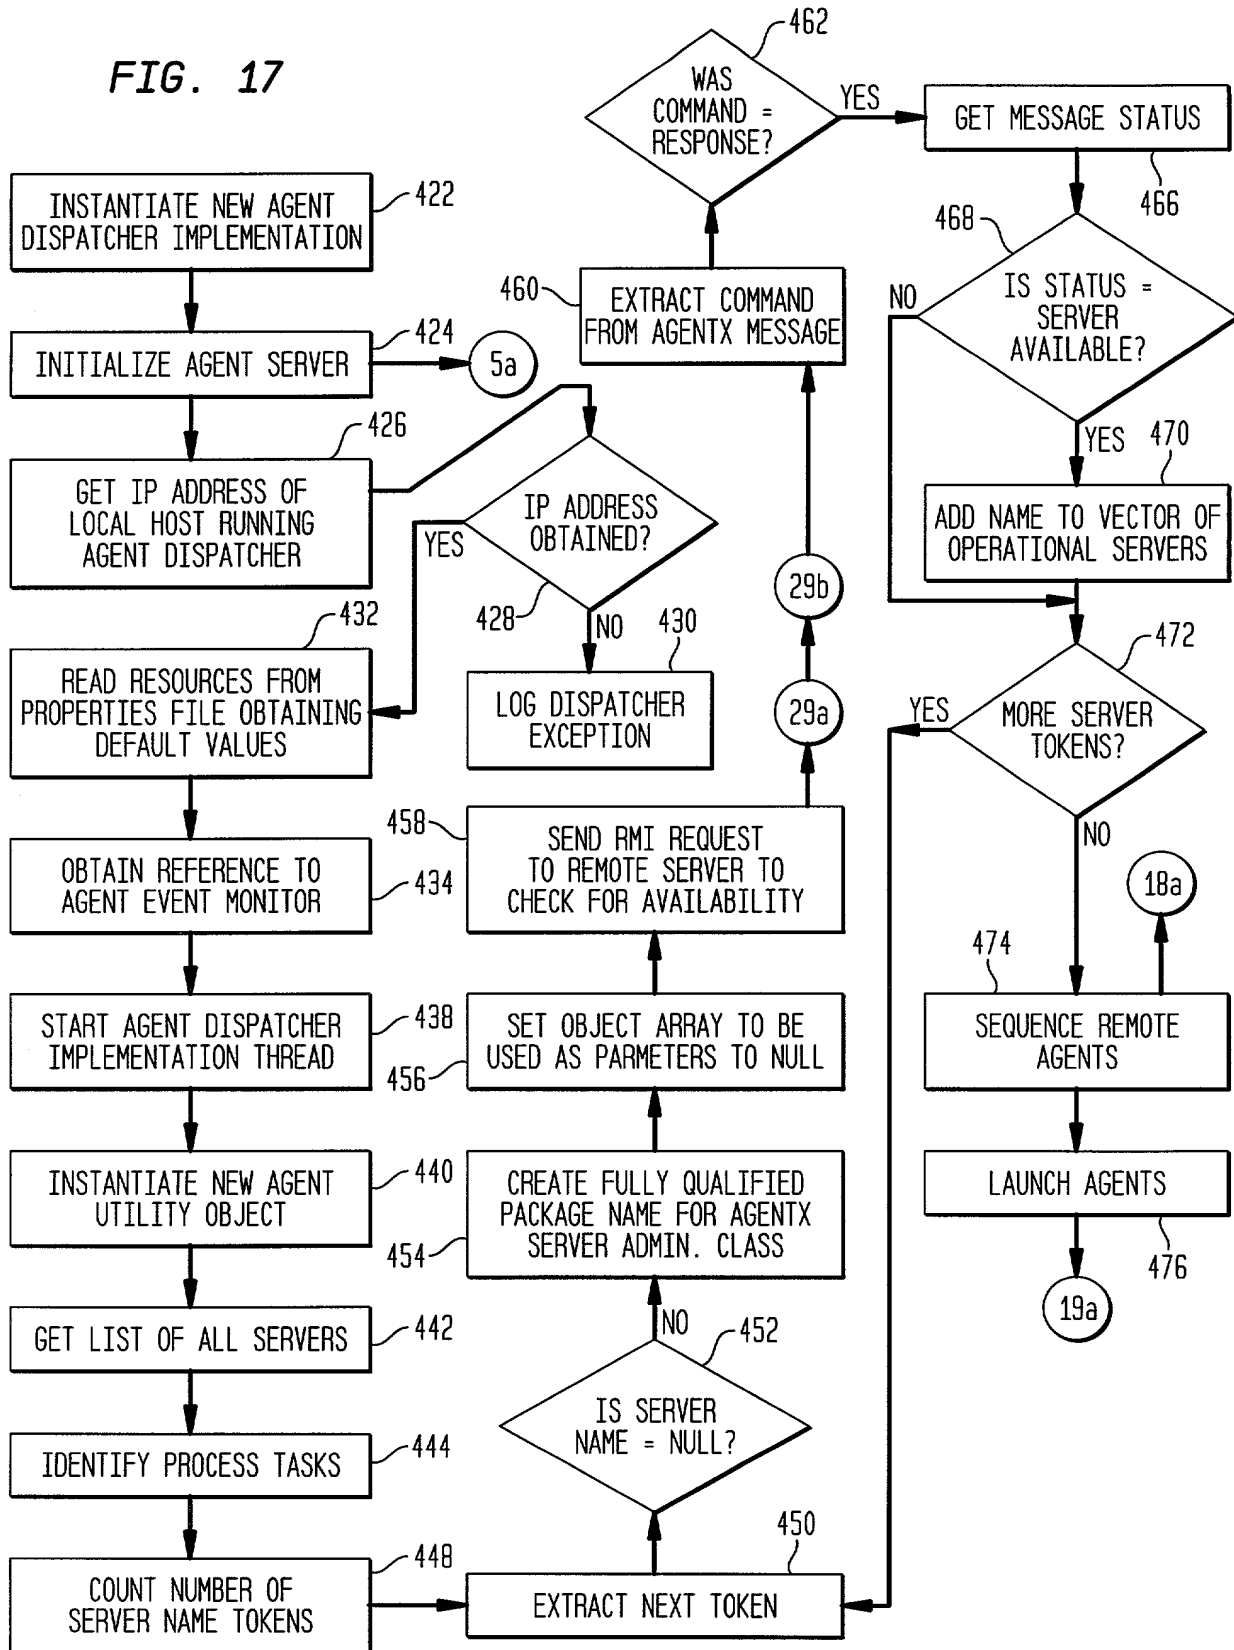 FIG. 17
INSTANTIATE NEW AGENT
DISPATCHER IMPLEMENTATION
422
INITIALIZE AGENT SERVER
424
5a
GET IP ADDRESS OF
LOCAL HOST RUNNING
AGENT DISPATCHER
426
IP ADDRESS
OBTAINED?
428
YES
NO
LOG DISPATCHER
EXCEPTION
430
READ RESOURCES FROM
PROPERTIES FILE OBTAINING
DEFAULT VALUES
432
OBTAIN REFERENCE TO
AGENT EVENT MONITOR
434
START AGENT DISPATCHER
IMPLEMENTATION THREAD
438
INSTANTIATE NEW AGENT
UTILITY OBJECT
440
GET LIST OF ALL SERVERS
442
IDENTIFY PROCESS TASKS
444
COUNT NUMBER OF
SERVER NAME TOKENS
448
EXTRACT NEXT TOKEN
450
IS SERVER
NAME = NULL?
452
NO
CREATE FULLY QUALIFIED
PACKAGE NAME FOR AGENTX
SERVER ADMIN. CLASS
454
SET OBJECT ARRAY TO BE
USED AS PARMETERS TO NULL
456
SEND RMI REQUEST
TO REMOTE SERVER TO
CHECK FOR AVAILABILITY
458
29a
29b
EXTRACT COMMAND
FROM AGENTX MESSAGE
460
WAS
COMMAND =
RESPONSE?
462
YES
GET MESSAGE STATUS
466
IS STATUS =
SERVER
AVAILABLE?
468
NO
YES
ADD NAME TO VECTOR OF
OPERATIONAL SERVERS
470
MORE SERVER
TOKENS?
472
YES
NO
18a
SEQUENCE REMOTE
AGENTS
474
LAUNCH AGENTS
476
19a